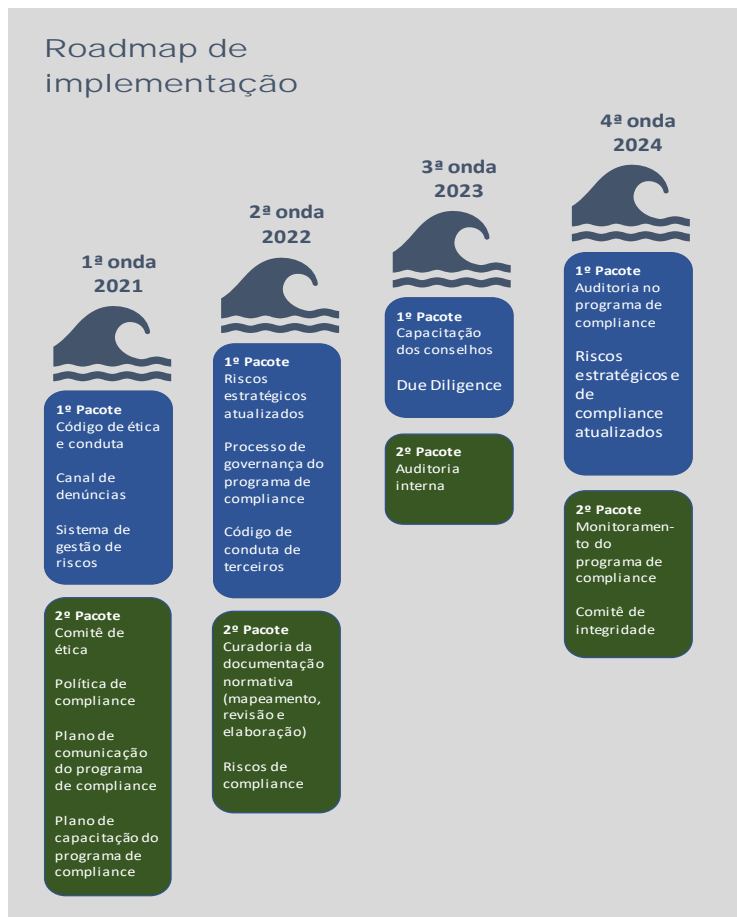 Roadmap de
implementação
1ª onda
2021
1º Pacote
Código de ética
e conduta
Canal de
denúncias
Sistema de
gestão de
riscos
2º Pacote
Comitê de
ética
Política de
compliance
Plano de
comunicação
do programa
de compliance
Plano de
capacitação do
programa de
compliance
2ª onda
2022
1º Pacote
Riscos
estratégicos
atualizados
Processo de
governança do
programa de
compliance
Código de
conduta de
terceiros
2º Pacote
Curadoria da
documentação
normativa
(mapeamento,
revisão e
elaboração)
Riscos de
compliance
3ª onda
2023
1º Pacote
Capacitação
dos conselhos
Due Diligence
2º Pacote
Auditoria
interna
4ª onda
2024
1º Pacote
Auditoria no
programa de
compliance
Riscos
estratégicos e
de
compliance
atualizados
2º Pacote
Monitoramen-
to do
programa de
compliance
Comitê de
integridade